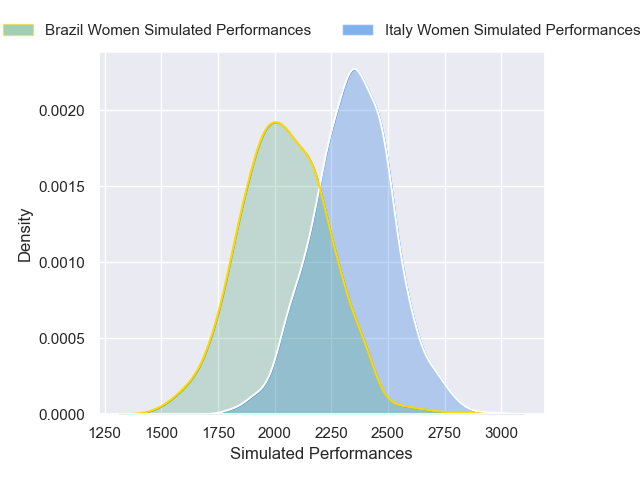 Brazil Women Simulated Performances
Italy Women Simulated Performances
0.0020
0.0015
0.0010
0.0005
0.0000
Density
1250 1500 1750 2000 2250 2500 2750 3000
Simulated Performances